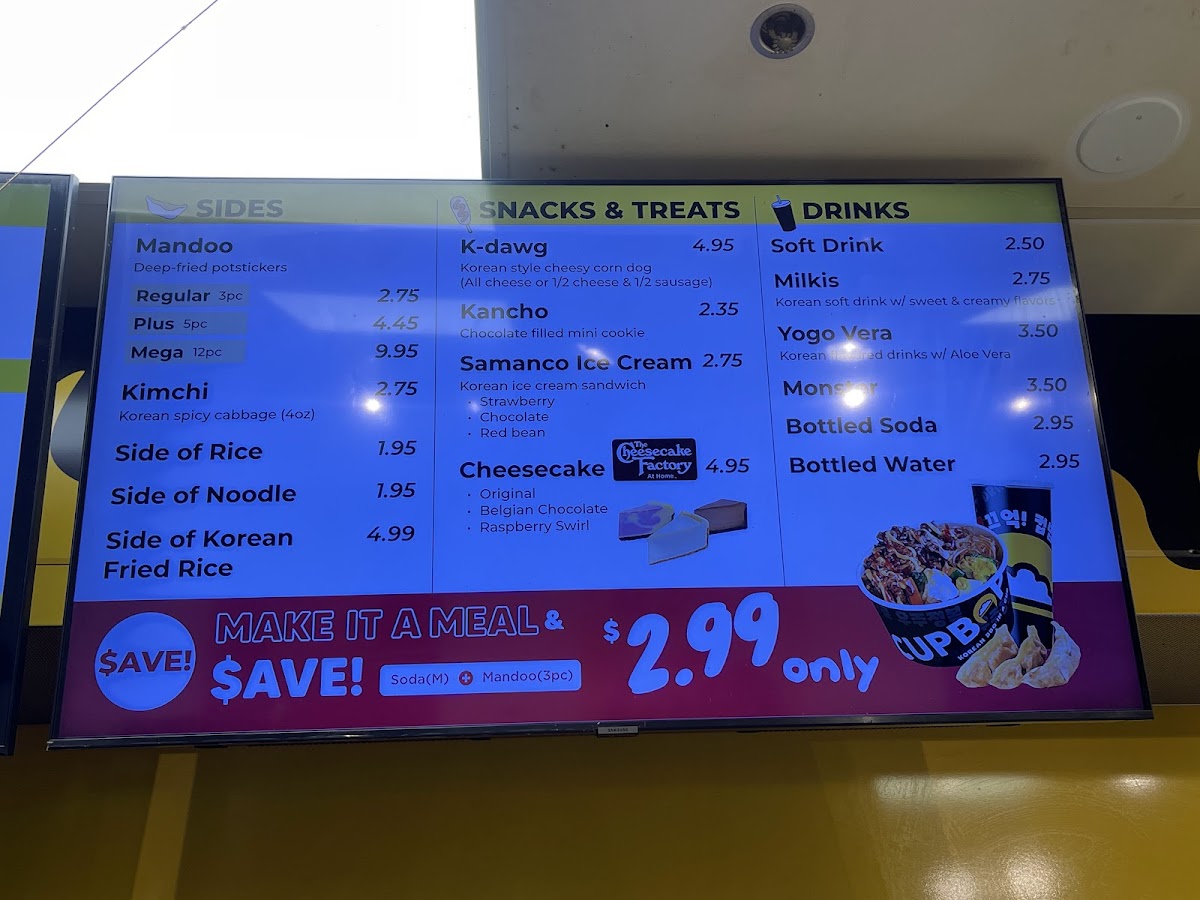 SIDES
Mandoo
Deep-fried potstickers
Regular 3pc 2.75
Plus 5pc 4.45
Mega 12pc 9.95
Kimchi 2.75
Korean spicy cabbage (4oz)
Side of Rice 1.95
Side of Noodle 1.95
Side of Korean 4.99
Fried Rice
SNACKS & TREATS
K-dawg 4.95
Korean style cheesy corn dog
(All cheese or 1/2 cheese & 1/2 sausage)
Kancho 2.35
Chocolate filled mini cookie
Samanco Ice Cream 2.75
Korean ice cream sandwich
• Strawberry
• Chocolate
• Red bean
Cheesecake The Cheesecake Factory At Home 4.95
• Original
• Belgian Chocolate
• Raspberry Swirl
DRINKS
Soft Drink 2.50
Milkis 2.75
Korean soft drink w/ sweet & creamy flavors
Yogo Vera 3.50
Korean flavored drinks w/ Aloe Vera
Monster 3.50
Bottled Soda 2.95
Bottled Water 2.95
$AVE!
MAKE IT A MEAL &
$AVE!
Soda(M) + Mandoo(3pc)
$2.99 only
끄억!
CUPBOP